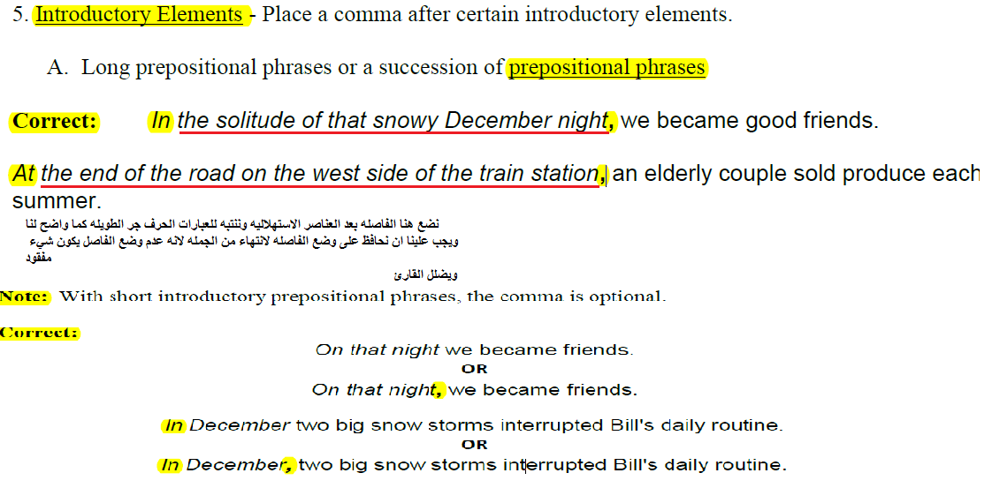 5. Introductory Elements - Place a comma after certain introductory elements.
A. Long prepositional phrases or a succession of prepositional phrases
Correct: In the solitude of that snowy December night, we became good friends.
At the end of the road on the west side of the train station, an elderly couple sold produce each
summer.
نضع هنا الفاصله بعد العناصر الاستهلاليه وننتبه للعبارات الحرف جر الطويله كما واضح لنا
ويجب علينا ان نحافظ على وضع الفاصله لانتهاء من الجمله لانه عدم وضع الفاصل يكون شيء
مفقود
ويضلل القارئ
Note: With short introductory prepositional phrases, the comma is optional.
Correct:
On that night we became friends.
OR
On that night, we became friends.
In December two big snow storms interrupted Bill's daily routine.
OR
In December, two big snow storms interrupted Bill's daily routine.